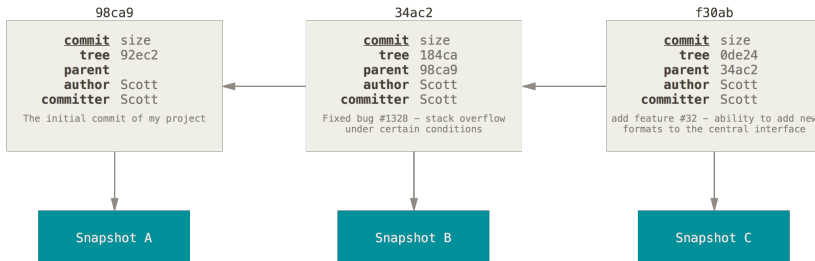 98ca9
commit size
tree 92ec2
parent
author Scott
committer Scott
The initial commit of my project
Snapshot A
34ac2
commit size
tree 184ca
parent 98ca9
author Scott
committer Scott
Fixed bug #1328 – stack overflow
under certain conditions
Snapshot B
f30ab
commit size
tree 0de24
parent 34ac2
author Scott
committer Scott
add feature #32 – ability to add new
formats to the central interface
Snapshot C